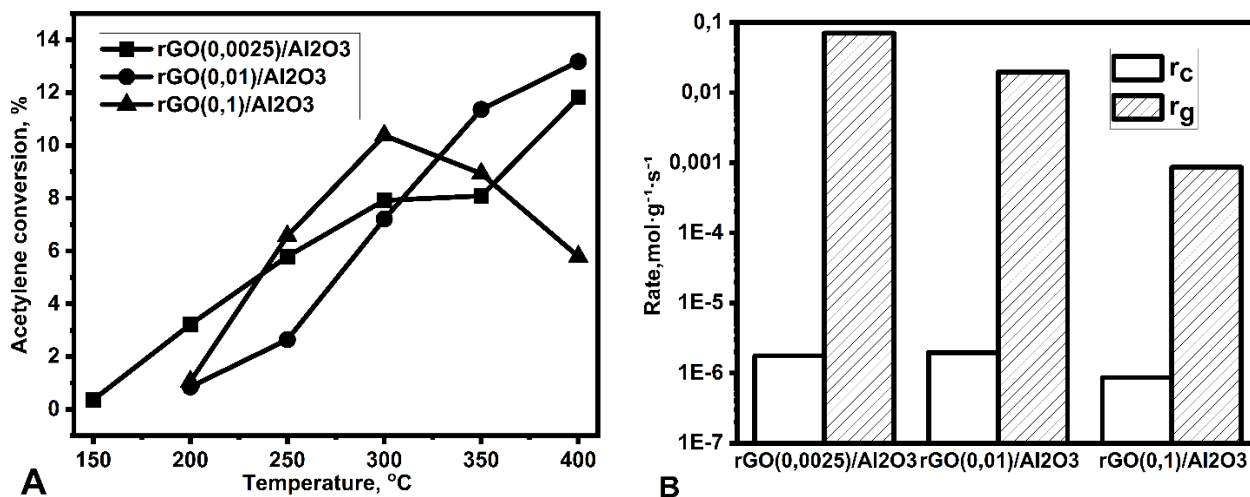 14
12
10
8
6
4
2
0
Acetylene conversion, %
rGO(0,0025)/Al2O3
rGO(0,01)/Al2O3
rGO(0,1)/Al2O3
150 200 250 300 350 400
Temperature, °C
A
0,1
0,01
0,001
1E-4
1E-5
1E-6
1E-7
Rate,mol·g⁻¹·s⁻¹
rc
rg
rGO(0,0025)/Al2O3 rGO(0,01)/Al2O3 rGO(0,1)/Al2O3
B